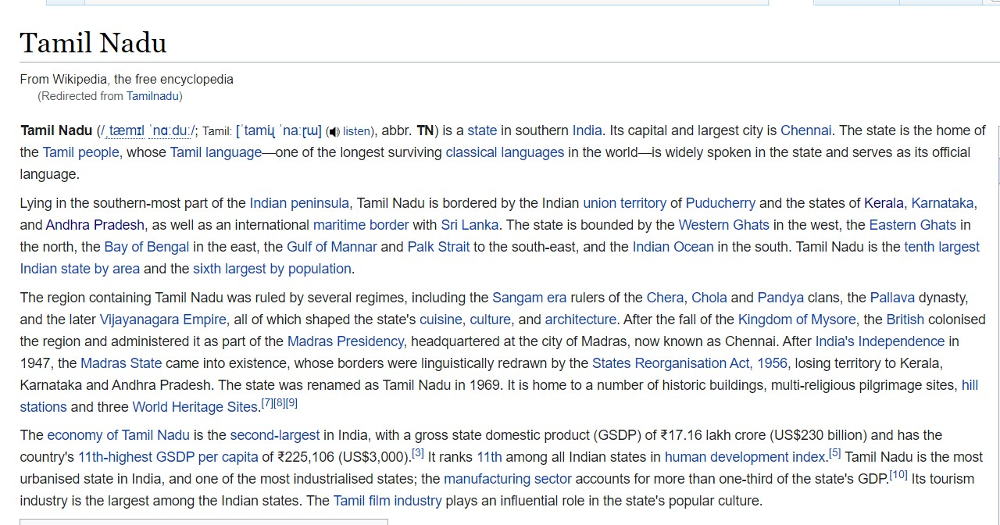 Tamil Nadu
From Wikipedia, the free encyclopedia
(Redirected from Tamilnadu)
Tamil Nadu (/ˌtæmɪl ˈnɑːduː/; Tamil: [ˈtamiɻ ˈnaːɽɯ] (listen), abbr. TN) is a state in southern India. Its capital and largest city is Chennai. The state is the home of
the Tamil people, whose Tamil language—one of the longest surviving classical languages in the world—is widely spoken in the state and serves as its official
language.
Lying in the southern-most part of the Indian peninsula, Tamil Nadu is bordered by the Indian union territory of Puducherry and the states of Kerala, Karnataka,
and Andhra Pradesh, as well as an international maritime border with Sri Lanka. The state is bounded by the Western Ghats in the west, the Eastern Ghats in
the north, the Bay of Bengal in the east, the Gulf of Mannar and Palk Strait to the south-east, and the Indian Ocean in the south. Tamil Nadu is the tenth largest
Indian state by area and the sixth largest by population.
The region containing Tamil Nadu was ruled by several regimes, including the Sangam era rulers of the Chera, Chola and Pandya clans, the Pallava dynasty,
and the later Vijayanagara Empire, all of which shaped the state's cuisine, culture, and architecture. After the fall of the Kingdom of Mysore, the British colonised
the region and administered it as part of the Madras Presidency, headquartered at the city of Madras, now known as Chennai. After India's Independence in
1947, the Madras State came into existence, whose borders were linguistically redrawn by the States Reorganisation Act, 1956, losing territory to Kerala,
Karnataka and Andhra Pradesh. The state was renamed as Tamil Nadu in 1969. It is home to a number of historic buildings, multi-religious pilgrimage sites, hill
stations and three World Heritage Sites.[7][8][9]
The economy of Tamil Nadu is the second-largest in India, with a gross state domestic product (GSDP) of ₹17.16 lakh crore (US$230 billion) and has the
country's 11th-highest GSDP per capita of ₹225,106 (US$3,000).[3] It ranks 11th among all Indian states in human development index.[5] Tamil Nadu is the most
urbanised state in India, and one of the most industrialised states; the manufacturing sector accounts for more than one-third of the state's GDP.[10] Its tourism
industry is the largest among the Indian states. The Tamil film industry plays an influential role in the state's popular culture.